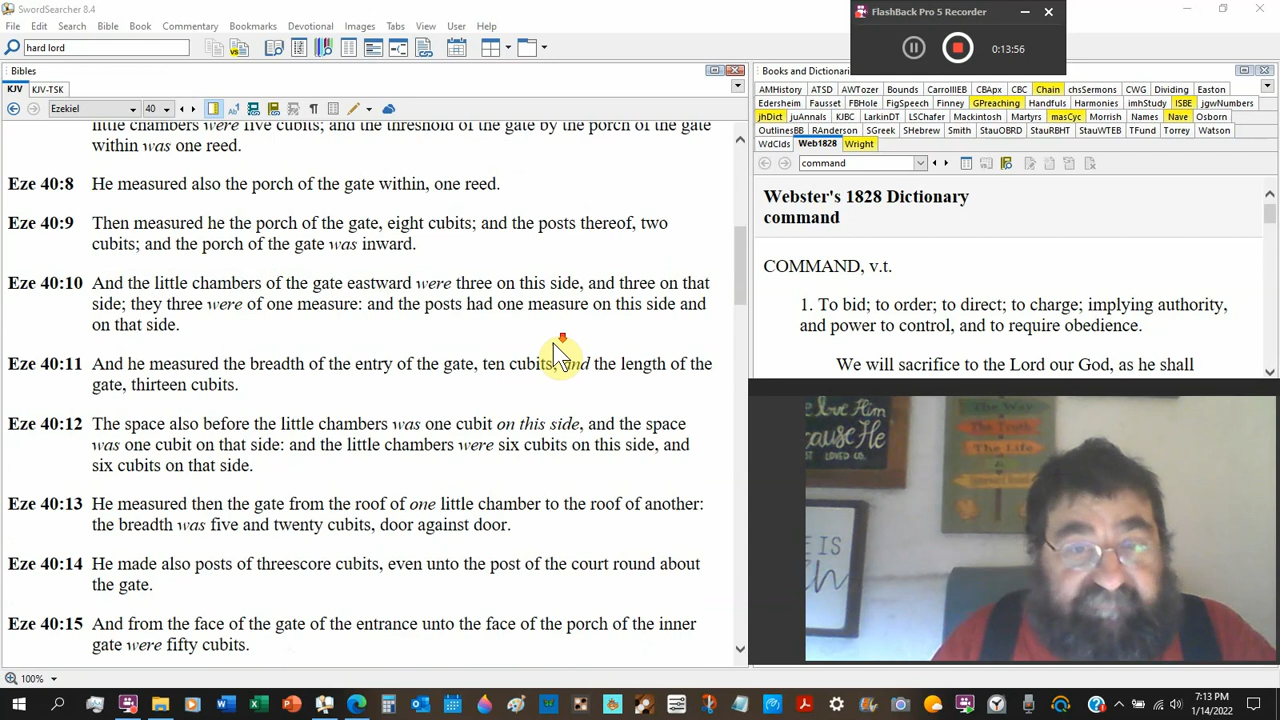 SwordSearcher 8.4
File Edit Search Bible Book Commentary Bookmarks Devotional Images Tabs View User Help
hard lord
FlashBack Pro 5 Recorder
0:13:56
Bibles
KJV KJV-TSK
Ezekiel 40
little chambers were five cubits; and the threshold of the gate by the porch of the gate
within was one reed.
Eze 40:8 He measured also the porch of the gate within, one reed.
Eze 40:9 Then measured he the porch of the gate, eight cubits; and the posts thereof, two
cubits; and the porch of the gate was inward.
Eze 40:10 And the little chambers of the gate eastward were three on this side, and three on that
side; they three were of one measure: and the posts had one measure on this side and
on that side.
Eze 40:11 And he measured the breadth of the entry of the gate, ten cubits; and the length of the
gate, thirteen cubits.
Eze 40:12 The space also before the little chambers was one cubit on this side, and the space
was one cubit on that side: and the little chambers were six cubits on this side, and
six cubits on that side.
Eze 40:13 He measured then the gate from the roof of one little chamber to the roof of another:
the breadth was five and twenty cubits, door against door.
Eze 40:14 He made also posts of threescore cubits, even unto the post of the court round about
the gate.
Eze 40:15 And from the face of the gate of the entrance unto the face of the porch of the inner
gate were fifty cubits.
100%
Books and Dictionar
AMHistory ATSD AWTozer Bounds CarrollIEB CBApx CBC Chain chsSermons CWG Dividing Easton
Edersheim Fausset FBHole FigSpeech Finney GPreaching Handfuls Harmonies imhStudy ISBE jgwNumbers
jhDict juAnnals KJBC LarkinDT LSChafer Mackintosh Martyrs masCyc Morrish Names Nave Osborn
OutlinesBB RAnderson SGreek SHebrew Smith StauOBRD StauRBHT StauWTEB TFund Torrey Watson
WdClds Web1828 Wright
command
Webster's 1828 Dictionary
command
COMMAND, v.t.
1. To bid; to order; to direct; to charge; implying authority,
and power to control, and to require obedience.
We will sacrifice to the Lord our God, as he shall
love Him
cause He
LOVED US.
The Way
The Truth
The Life
7:13 PM
1/14/2022